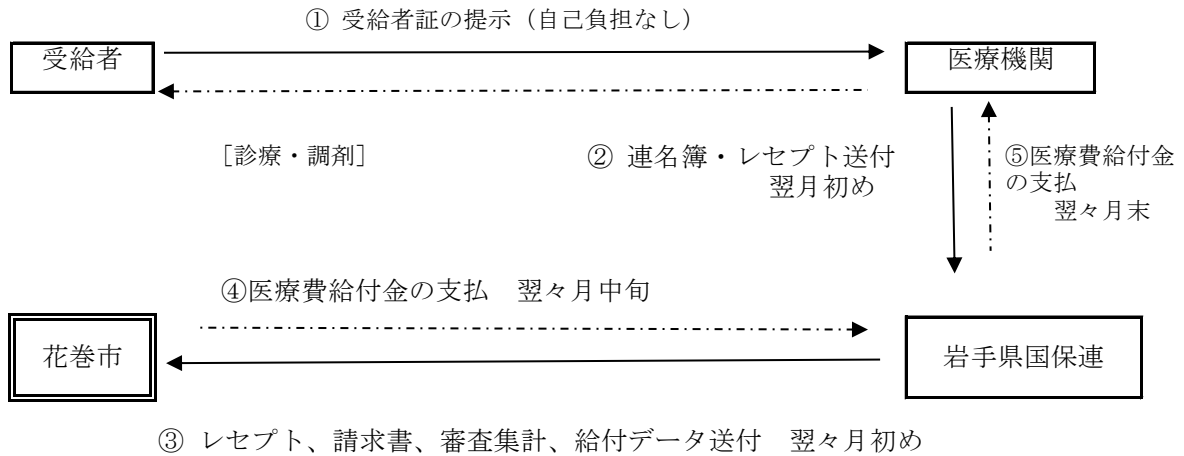 ① 受給者証の提示（自己負担なし）
受給者
医療機関
［診療・調剤］
② 連名簿・レセプト送付
翌月初め
⑤医療費給付金
の支払
翌々月末
④医療費給付金の支払　翌々月中旬
花巻市
岩手県国保連
③ レセプト、請求書、審査集計、給付データ送付　翌々月初め